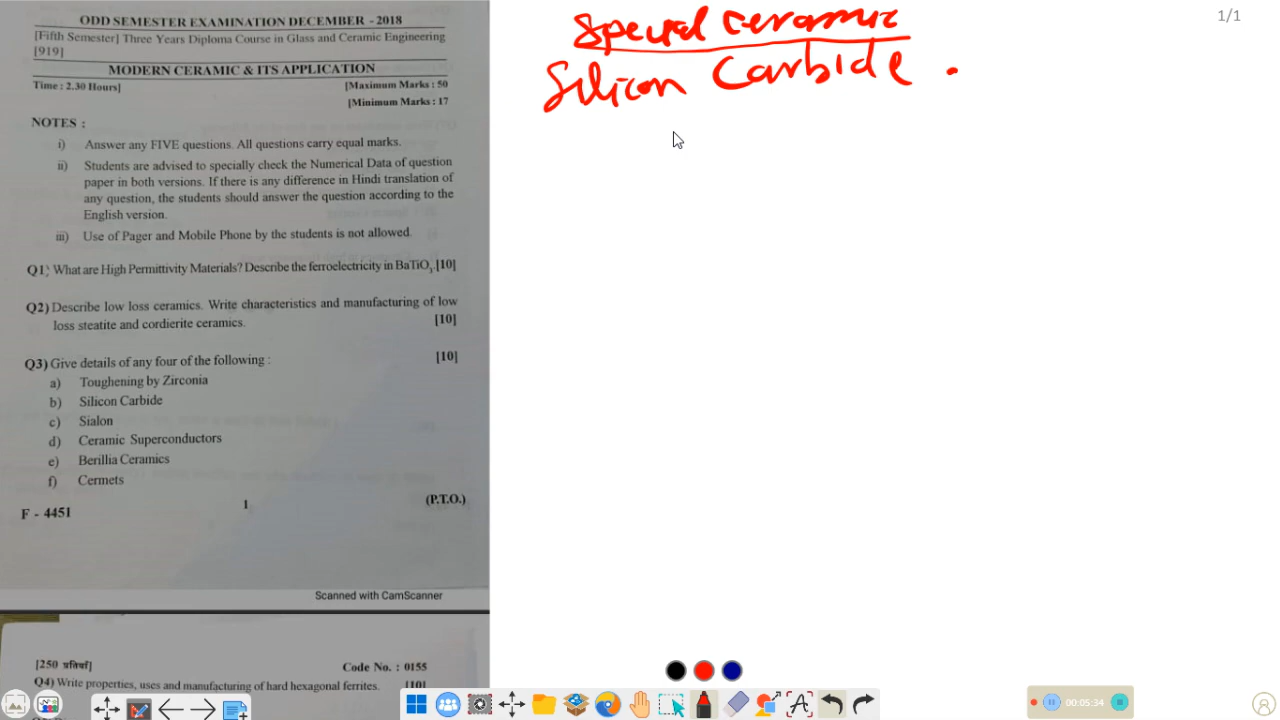 ODD SEMESTER EXAMINATION DECEMBER - 2018
[Fifth Semester] Three Years Diploma Course in Glass and Ceramic Engineering
[919]
MODERN CERAMIC & ITS APPLICATION
Time : 2.30 Hours] [Maximum Marks : 50
[Minimum Marks : 17
NOTES :
i) Answer any FIVE questions. All questions carry equal marks.
ii) Students are advised to specially check the Numerical Data of question
paper in both versions. If there is any difference in Hindi translation of
any question, the students should answer the question according to the
English version.
iii) Use of Pager and Mobile Phone by the students is not allowed
Q1) What are High Permittivity Materials? Describe the ferroelectricity in BaTiO3. [10]
Q2) Describe low loss ceramics. Write characteristics and manufacturing of low
loss steatite and cordierite ceramics. [10]
Q3) Give details of any four of the following : [10]
a) Toughening by Zirconia
b) Silicon Carbide
c) Sialon
d) Ceramic Superconductors
e) Berillia Ceramics
f) Cermets
1 (P.T.O.)
F - 4451
Scanned with CamScanner
[250 प्रतियाँ] Code No. : 0155
Q4) Write properties, uses and manufacturing of hard hexagonal ferrites. [10]
Special ceramic
Silicon Carbide .
1/1
00:05:34